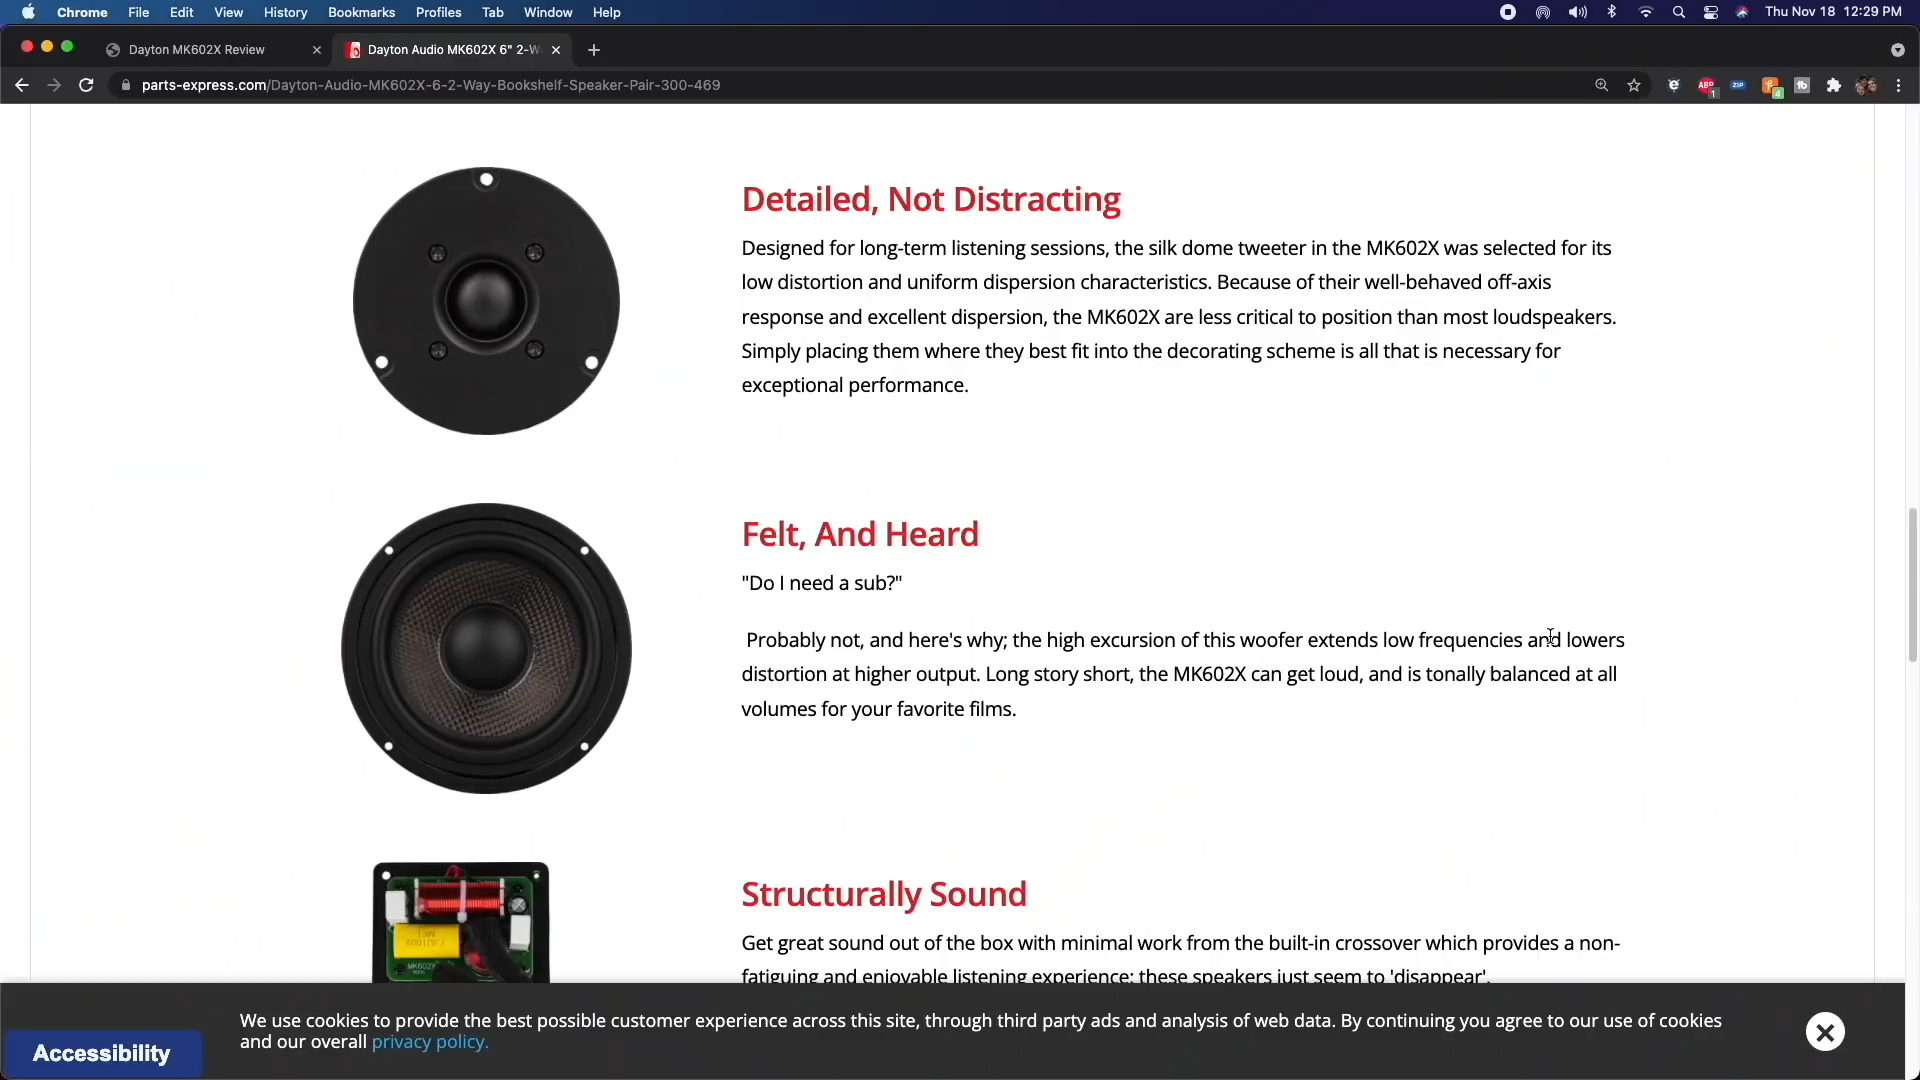 Chrome File Edit View History Bookmarks Profiles Tab Window Help Thu Nov 18 12:29 PM
Dayton MK602X Review
Dayton Audio MK602X 6" 2-W
parts-express.com/Dayton-Audio-MK602X-6-2-Way-Bookshelf-Speaker-Pair-300-469
ABP 1 ZIP 4 tb
Detailed, Not Distracting
Designed for long-term listening sessions, the silk dome tweeter in the MK602X was selected for its
low distortion and uniform dispersion characteristics. Because of their well-behaved off-axis
response and excellent dispersion, the MK602X are less critical to position than most loudspeakers.
Simply placing them where they best fit into the decorating scheme is all that is necessary for
exceptional performance.
Felt, And Heard
"Do I need a sub?"
Probably not, and here's why; the high excursion of this woofer extends low frequencies and lowers
distortion at higher output. Long story short, the MK602X can get loud, and is tonally balanced at all
volumes for your favorite films.
Structurally Sound
Get great sound out of the box with minimal work from the built-in crossover which provides a non-
fatiguing and enjoyable listening experience; these speakers just seem to 'disappear'.
MK602X
We use cookies to provide the best possible customer experience across this site, through third party ads and analysis of web data. By continuing you agree to our use of cookies
and our overall privacy policy.
Accessibility